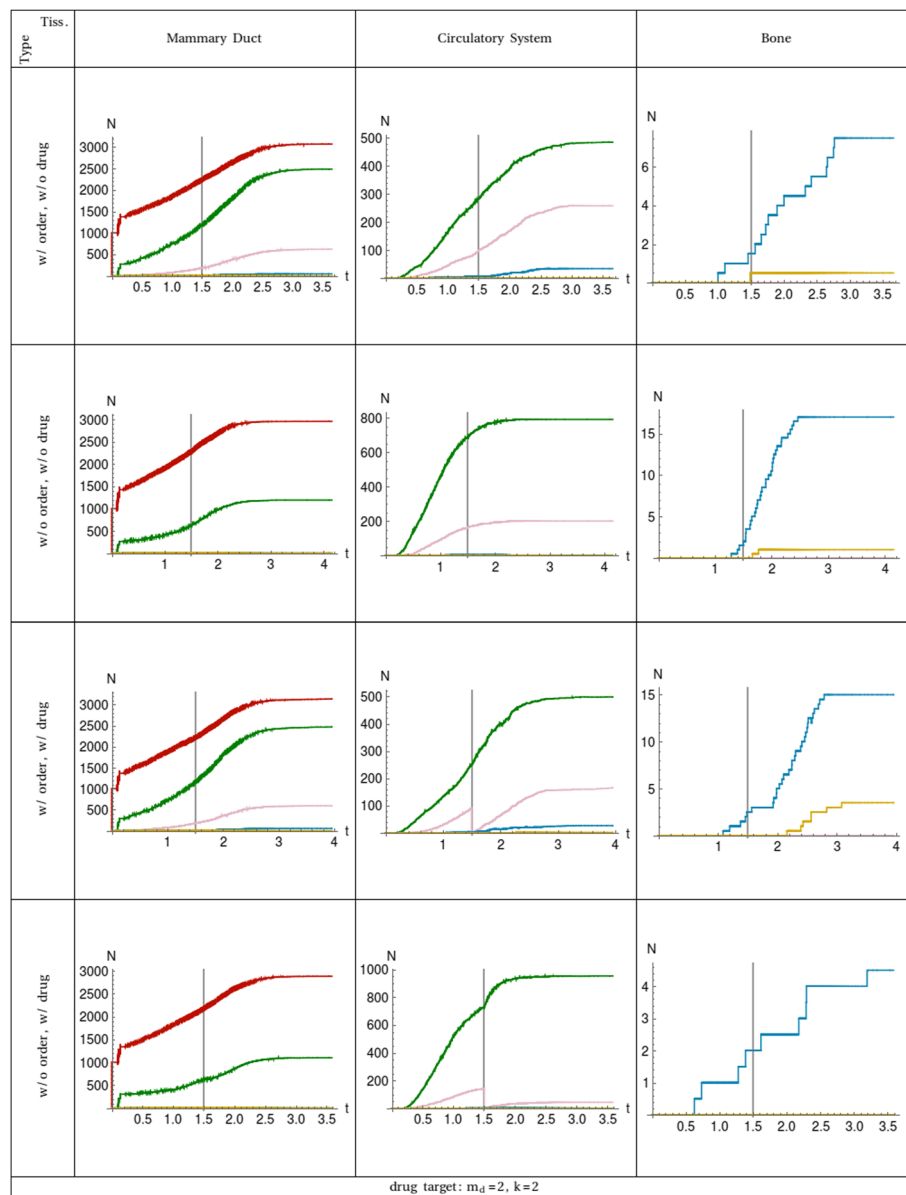 Tiss.
Type
Mammary Duct
Circulatory System
Bone
w/ order, w/o drug
N
3000
2500
2000
1500
1000
500
0.5 1.0 1.5 2.0 2.5 3.0 3.5
t
N
500
400
300
200
100
0.5 1.0 1.5 2.0 2.5 3.0 3.5
t
N
6
4
2
0.5 1.0 1.5 2.0 2.5 3.0 3.5
t
w/o order, w/o drug
N
3000
2500
2000
1500
1000
500
1 2 3 4
t
N
800
600
400
200
1 2 3 4
t
N
15
10
5
1 2 3 4
t
w/ order, w/ drug
N
3000
2500
2000
1500
1000
500
1 2 3 4
t
N
500
400
300
200
100
1 2 3 4
t
N
15
10
5
1 2 3 4
t
w/o order, w/ drug
N
3000
2500
2000
1500
1000
500
0.5 1.0 1.5 2.0 2.5 3.0 3.5
t
N
1000
800
600
400
200
0.5 1.0 1.5 2.0 2.5 3.0 3.5
t
N
4
3
2
1
0.5 1.0 1.5 2.0 2.5 3.0 3.5
t
drug target: m_d=2, k=2